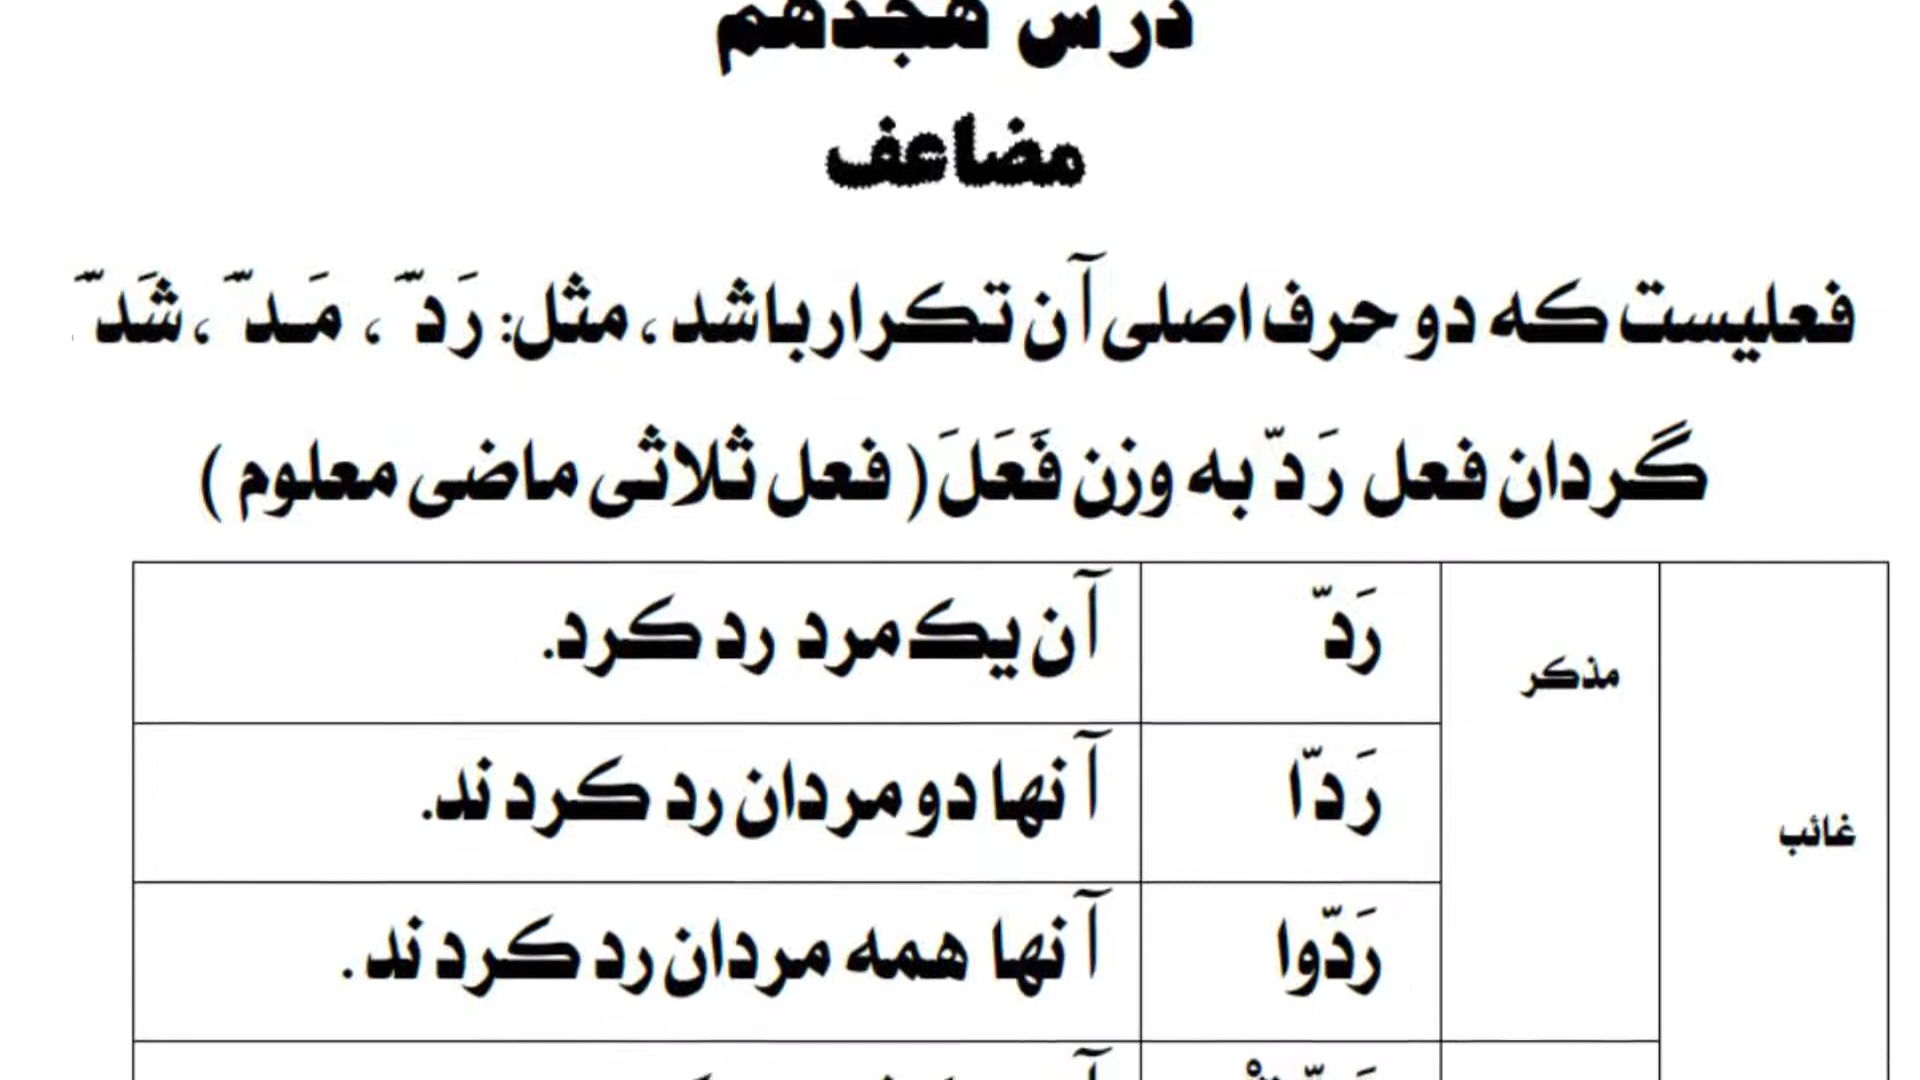 درس هجدهم
مضاعف
فعلیست که دو حرف اصلی آن تکرار باشد ، مثل: رَدَّ ، مَـدَّ ، شَدَّ
گردان فعل رَدَّ به وزن فَعَلَ ( فعل ثلاثی ماضی معلوم )
غائب
مذکر
رَدَّ
آن یک مرد رد کرد.
رَدَّا
آنها دو مردان رد کردند.
رَدّوا
آنها همه مردان رد کردند .